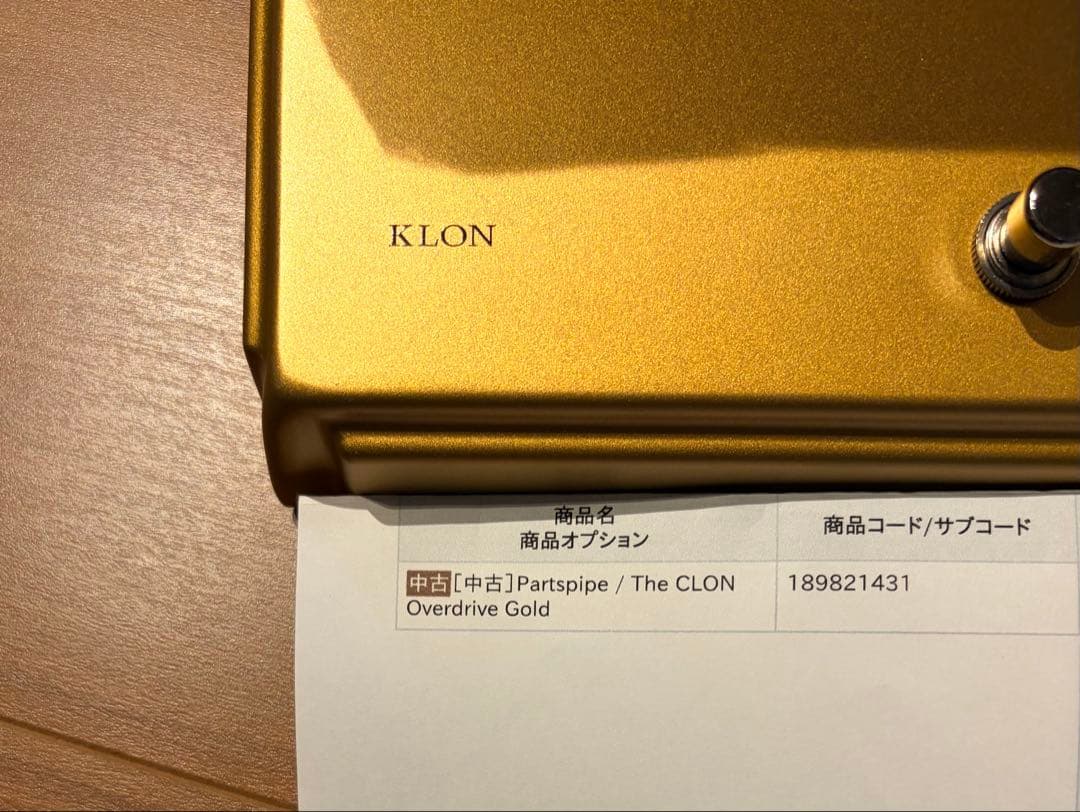 KLON
商品名
商品オプション
商品コード/サブコード
中古[中古]Partspipe / The CLON
Overdrive Gold
189821431